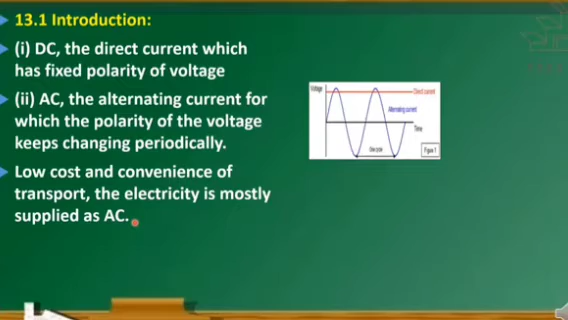 13.1 Introduction:
(i) DC, the direct current which
has fixed polarity of voltage
(ii) AC, the alternating current for
which the polarity of the voltage
keeps changing periodically.
Low cost and convenience of
transport, the electricity is mostly
supplied as AC.
Voltage
Direct current
Alternating current
Time
One cycle
Figure 1